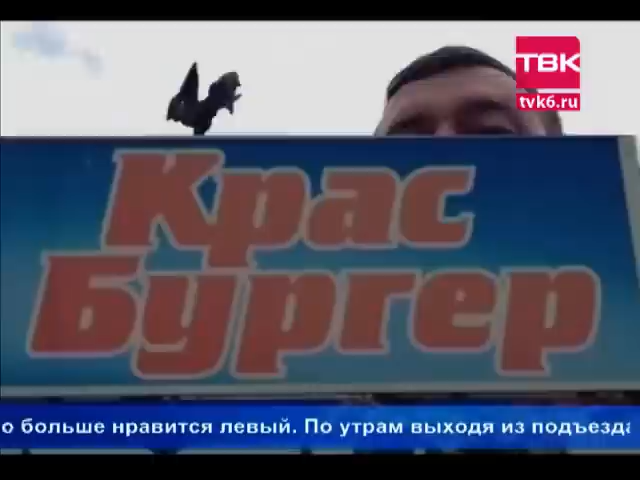 ТВК
tvk6.ru
Крас
Бургер
о больше нравится левый. По утрам выходя из подъезда